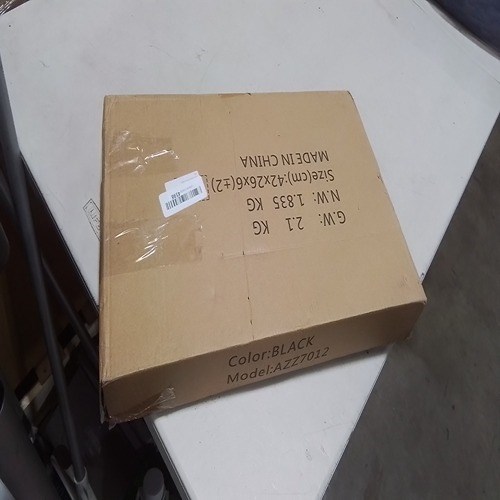 G.W: 2.1 KG
N.W: 1.835 KG
Size(cm):42X26x6(±2)
MADE IN CHINA
Color:BLACK
Model:AZZ7012